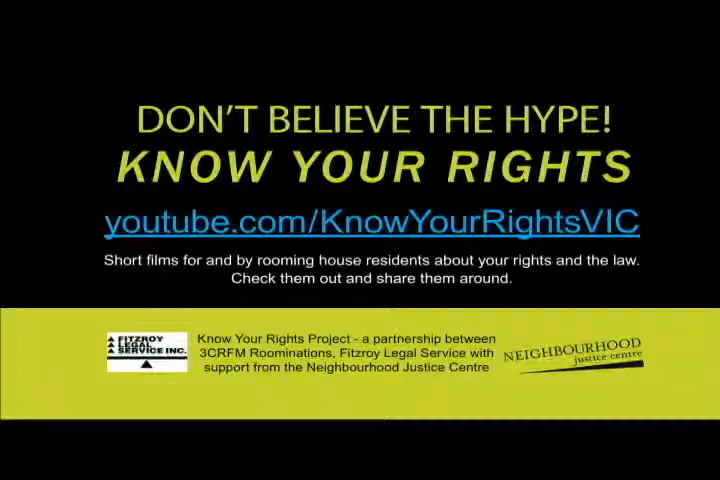 DON'T BELIEVE THE HYPE!
KNOW YOUR RIGHTS
youtube.com/KnowYourRightsVIC
Short films for and by rooming house residents about your rights and the law.
Check them out and share them around.
FITZROY
LEGAL
SERVICE INC.
Know Your Rights Project - a partnership between
3CRFM Roominations, Fitzroy Legal Service with
support from the Neighbourhood Justice Centre
NEIGHBOURHOOD
justice centre